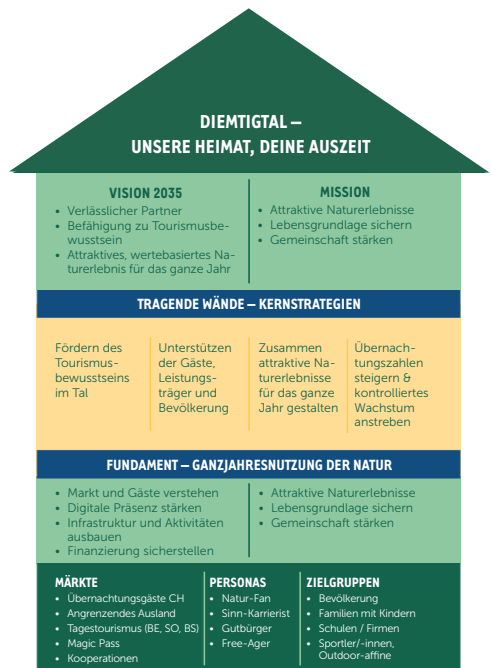 DIEMTIGTAL –
UNSERE HEIMAT, DEINE AUSZEIT
VISION 2035
• Verlässlicher Partner
• Befähigung zu Tourismusbe-
wusstsein
• Attraktives, wertebasiertes Na-
turerlebnis für das ganze Jahr
MISSION
• Attraktive Naturerlebnisse
• Lebensgrundlage sichern
• Gemeinschaft stärken
TRAGENDE WÄNDE – KERNSTRATEGIEN
Fördern des
Tourismus-
bewusstseins
im Tal
Unterstützen
der Gäste,
Leistungs-
träger und
Bevölkerung
Zusammen
attraktive Na-
turerlebnisse
für das ganze
Jahr gestalten
Übernach-
tungszahlen
steigern &
kontrolliertes
Wachstum
anstreben
FUNDAMENT – GANZJAHRESNUTZUNG DER NATUR
• Markt und Gäste verstehen
• Digitale Präsenz stärken
• Infrastruktur und Aktivitäten
ausbauen
• Finanzierung sicherstellen
• Attraktive Naturerlebnisse
• Lebensgrundlage sichern
• Gemeinschaft stärken
MÄRKTE
• Übernachtungsgäste CH
• Angrenzendes Ausland
• Tagestourismus (BE, SO, BS)
• Magic Pass
• Kooperationen
PERSONAS
• Natur-Fan
• Sinn-Karrierist
• Gutbürger
• Free-Ager
ZIELGRUPPEN
• Bevölkerung
• Familien mit Kindern
• Schulen / Firmen
• Sportler/-innen,
Outdoor-affine